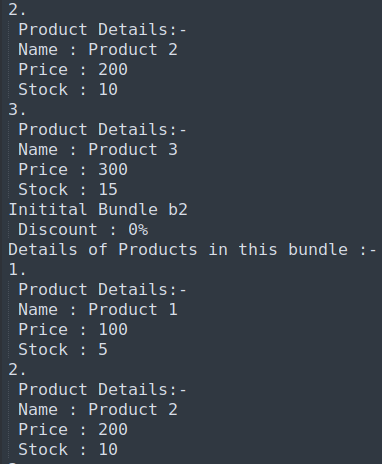 2.
Product Details:-
Name : Product 2
Price : 200
Stock : 10
3.
Product Details:-
Name : Product 3
Price : 300
Stock : 15
Initital Bundle b2
Discount : 0%
Details of Products in this bundle :-
1.
Product Details:-
Name : Product 1
Price : 100
Stock : 5
2.
Product Details:-
Name : Product 2
Price : 200
Stock : 10